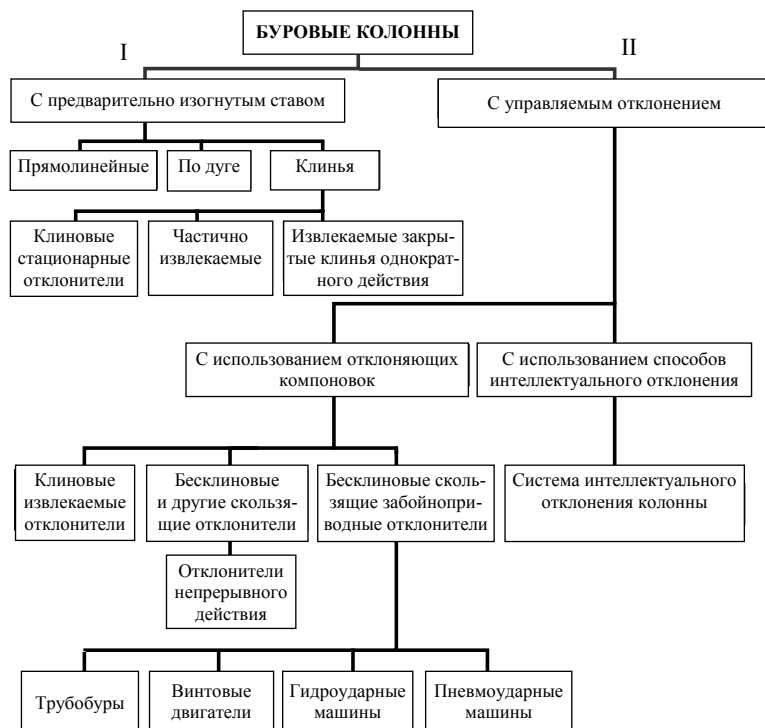 БУРОВЫЕ КОЛОННЫ
I
II
С предварительно изогнутым ставом
С управляемым отклонением
Прямолинейные
По дуге
Клинья
Клиновые
стационарные
отклонители
Частично
извлекаемые
Извлекаемые закры-
тые клинья однократ-
ного действия
С использованием отклоняющих
компоновок
С использованием способов
интеллектуального отклонения
Клиновые
извлекаемые
отклонители
Бесклиновые
и другие скользя-
щие отклонители
Бесклиновые сколь-
зящие забойнопри-
водные отклонители
Система интеллектуального
отклонения колонны
Отклонители
непрерывного
действия
Трубобуры
Винтовые
двигатели
Гидроударные
машины
Пневмоударные
машины